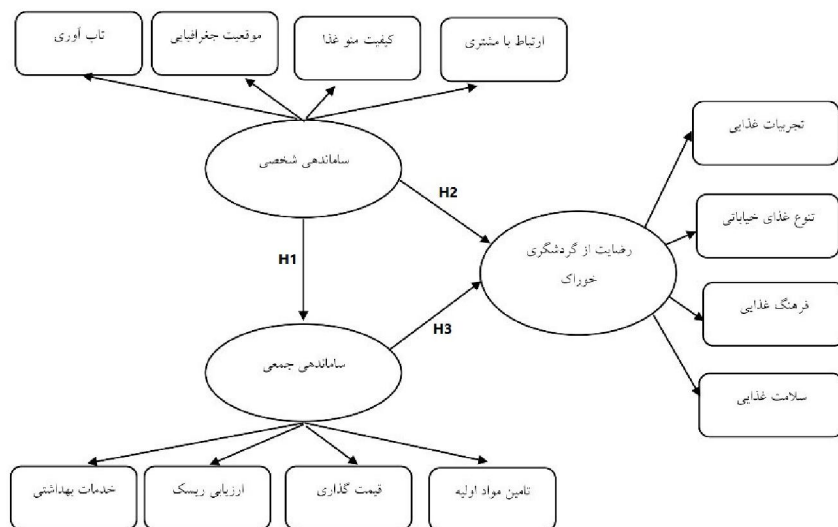 ارتباط با مشتری
کیفیت منو غذا
موقعیت جغرافیایی
تاب آوری
تجربیات غذایی
ساماندهی شخصی
H2
تنوع غذای خیابانی
رضایت از گردشگری
خوراک
H1
فرهنگ غذایی
H3
ساماندهی جمعی
سلامت غذایی
تامین مواد اولیه
قیمت گذاری
ارزیابی ریسک
خدمات بهداشتی